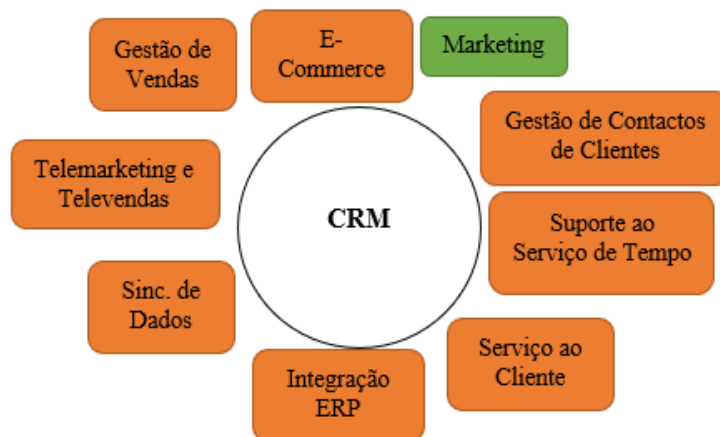 Gestão de
Vendas
E-
Commerce
Marketing
Gestão de Contactos
de Clientes
Telemarketing e
Televendas
CRM
Suporte ao
Serviço de Tempo
Sinc. de
Dados
Serviço ao
Cliente
Integração
ERP